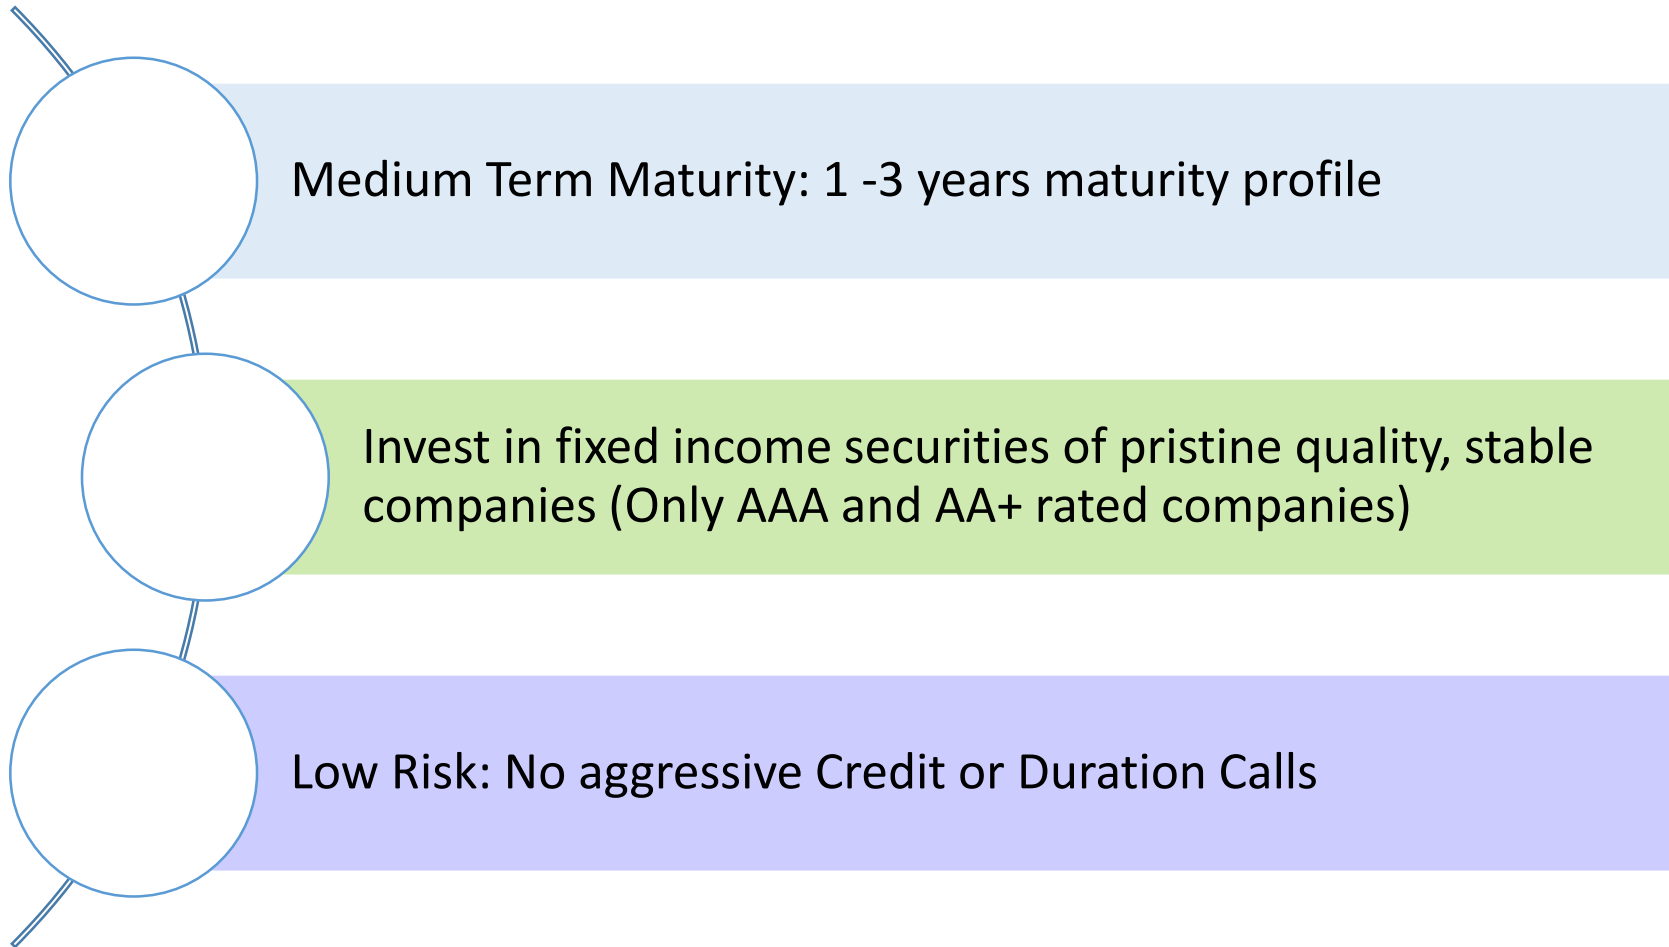 Medium Term Maturity: 1 -3 years maturity profile
Invest in fixed income securities of pristine quality, stable
companies (Only AAA and AA+ rated companies)
Low Risk: No aggressive Credit or Duration Calls